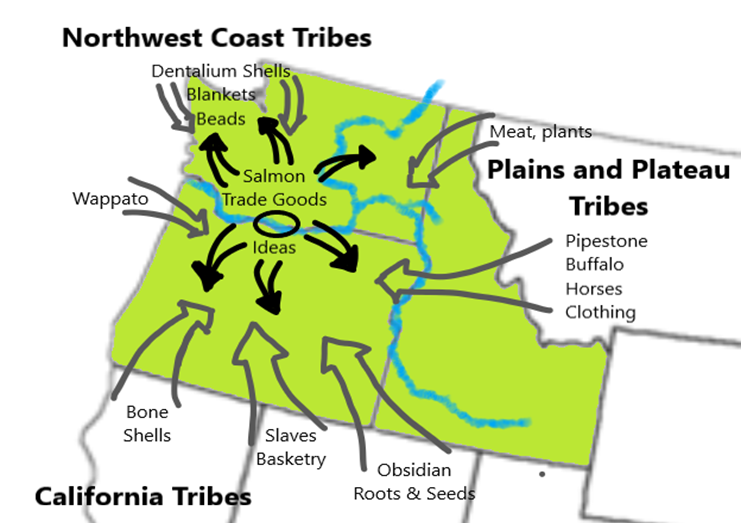 Northwest Coast Tribes
Dentalium Shells
Blankets
Beads
Meat, plants
Plains and Plateau
Tribes
Salmon
Trade Goods
Wappato
Ideas
Pipestone
Buffalo
Horses
Clothing
Bone
Shells
Slaves
Basketry
Obsidian
Roots & Seeds
California Tribes